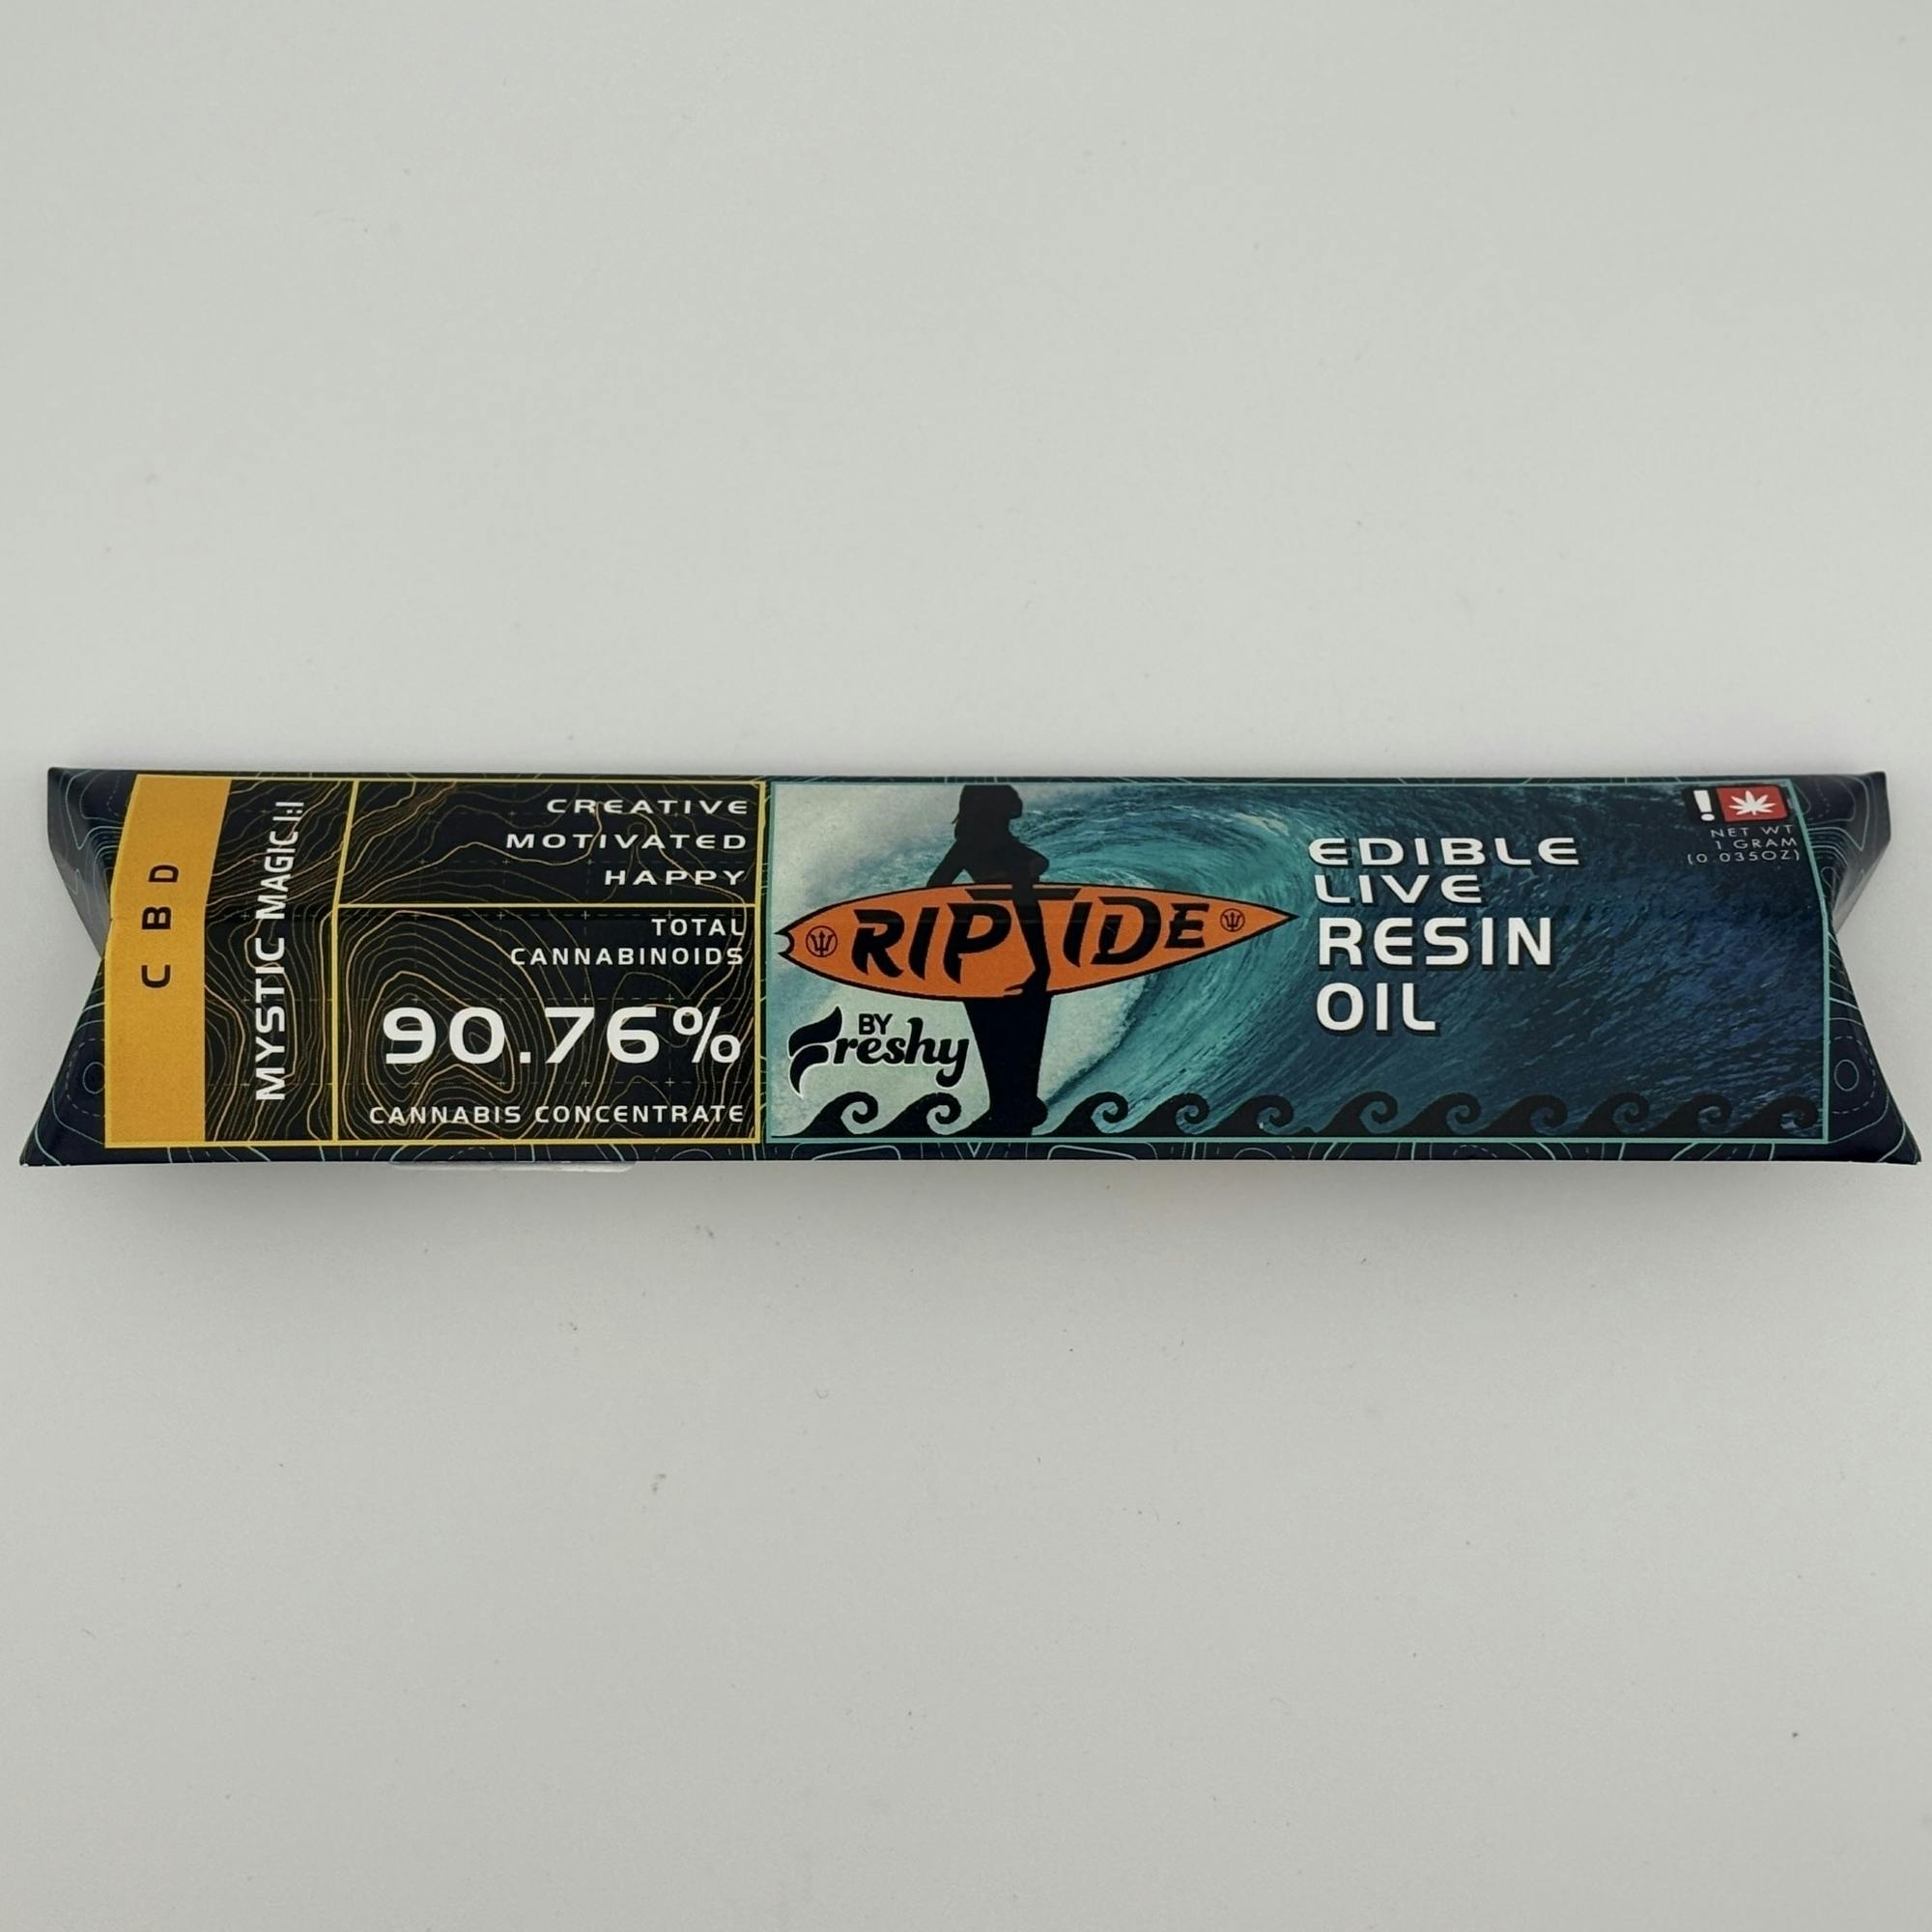 CBD
MYSTIC MAGIC 1:1
CREATIVE
MOTIVATED
HAPPY
TOTAL
CANNABINOIDS
90.76%
CANNABIS CONCENTRATE
RIPTIDE
BY
Freshy
EDIBLE
LIVE
RESIN
OIL
!
NET WT
1 GRAM
(0.035OZ)